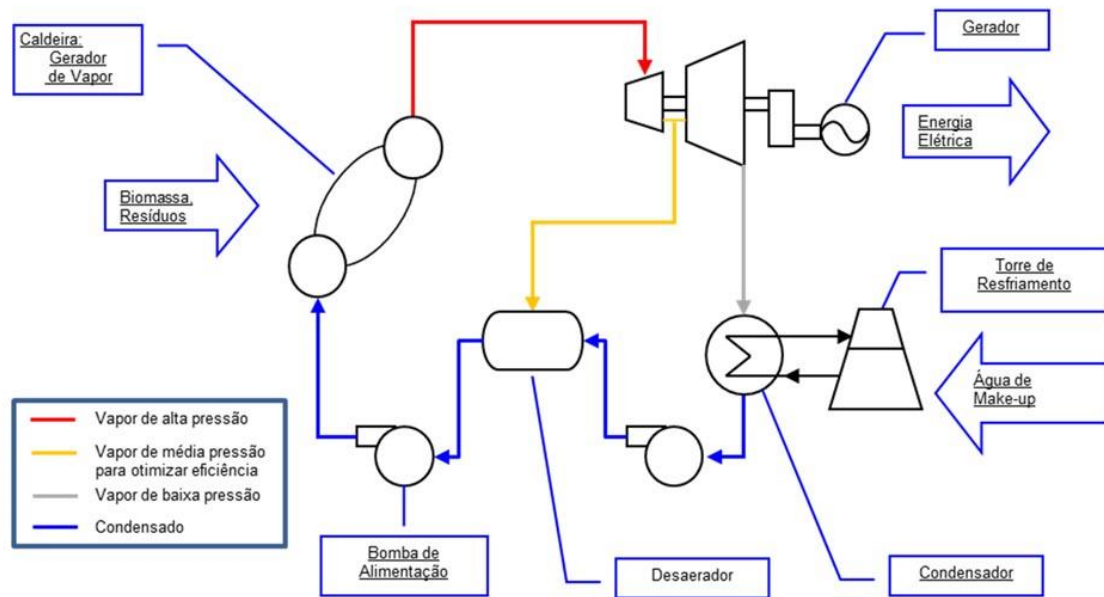 Caldeira:
Gerador
de Vapor
Gerador
Energia
Elétrica
Biomassa,
Resíduos
Torre de
Resfriamento
Água de
Make-up
Vapor de alta pressão
Vapor de média pressão
para otimizar eficiência
Vapor de baixa pressão
Condensado
Bomba de
Alimentação
Desaerador
Condensador